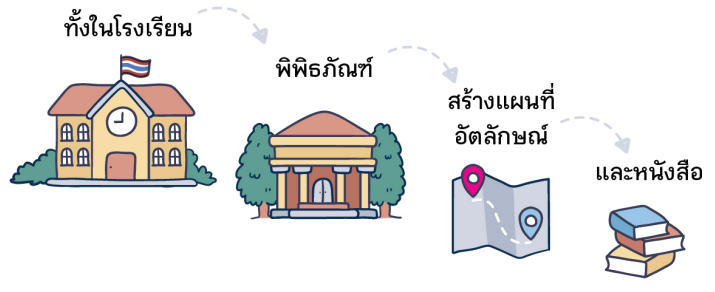 ทั้งในโรงเรียน
พิพิธภัณฑ์
สร้างแผนที่
อัตลักษณ์
และหนังสือ